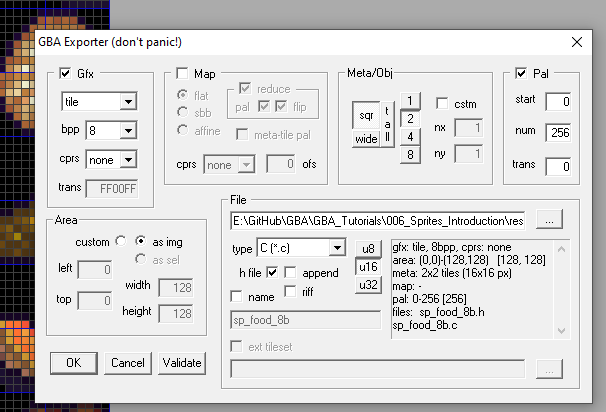 GBA Exporter (don't panic!)
Gfx
tile
bpp 8
cprs none
trans FF00FF
Map
flat
sbb
affine
reduce
pal flip
meta-tile pal
cprs none 0 ofs
Meta/Obj
sqr
wide
tall
1
2
4
8
cstm
nx 1
ny 1
Pal
start 0
num 256
trans 0
Area
custom as img
as sel
left 0
top 0
width 128
height 128
OK Cancel Validate
File
E:\GitHub\GBA\GBA_Tutorials\006_Sprites_Introduction\res ...
type C (*.c)
h file append
name riff
sp_food_8b
ext tileset
...
u8
u16
u32
gfx: tile, 8bpp, cprs: none
area: (0,0)-(128,128) [128, 128]
meta: 2x2 tiles (16x16 px)
map: -
pal: 0-256 [256]
files: sp_food_8b.h
sp_food_8b.c